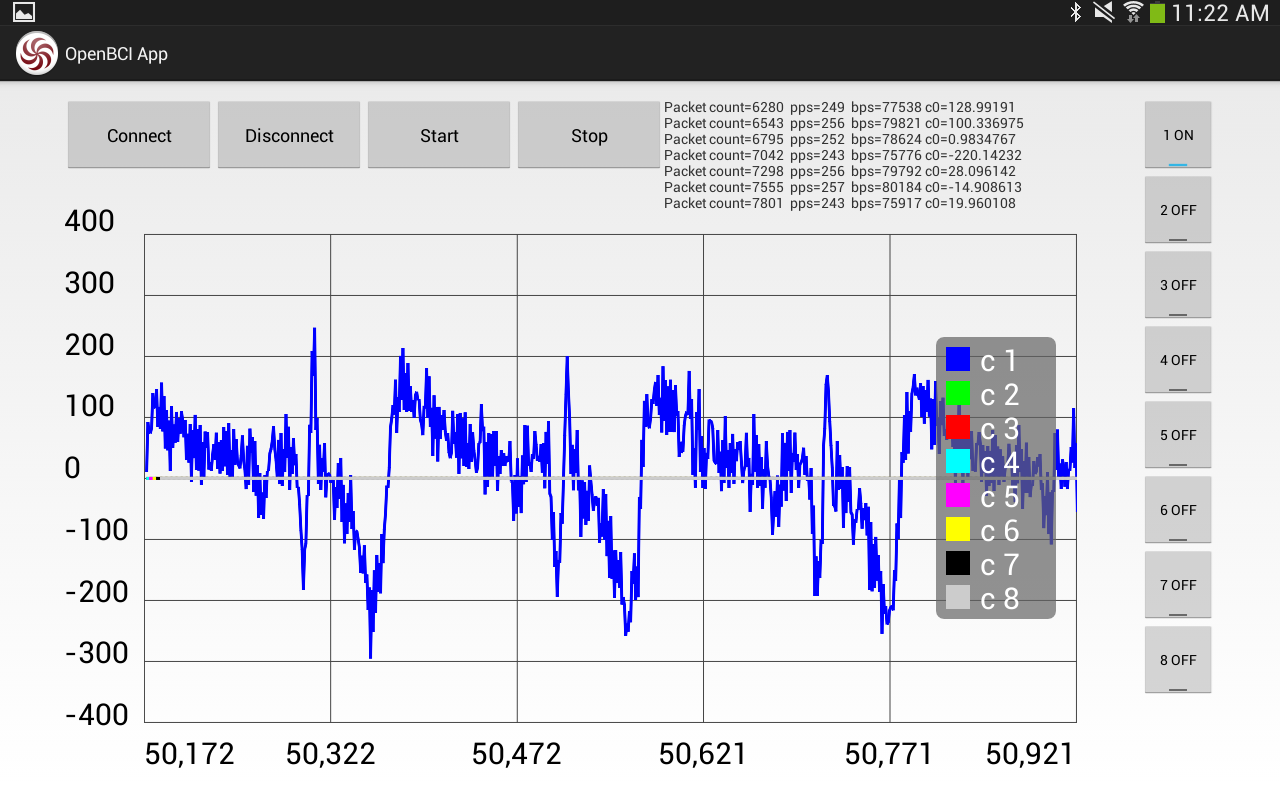 11:22 AM
OpenBCI App
Connect
Disconnect
Start
Stop
Packet count=6280 pps=249 bps=77538 c0=128.99191
Packet count=6543 pps=256 bps=79821 c0=100.336975
Packet count=6795 pps=252 bps=78624 c0=0.9834767
Packet count=7042 pps=243 bps=75776 c0=-220.14232
Packet count=7298 pps=256 bps=79792 c0=28.096142
Packet count=7555 pps=257 bps=80184 c0=-14.908613
Packet count=7801 pps=243 bps=75917 c0=19.960108
1 ON
2 OFF
3 OFF
4 OFF
5 OFF
6 OFF
7 OFF
8 OFF
400
300
200
100
0
-100
-200
-300
-400
c 1
c 2
c 3
c 4
c 5
c 6
c 7
c 8
50,172
50,322
50,472
50,621
50,771
50,921